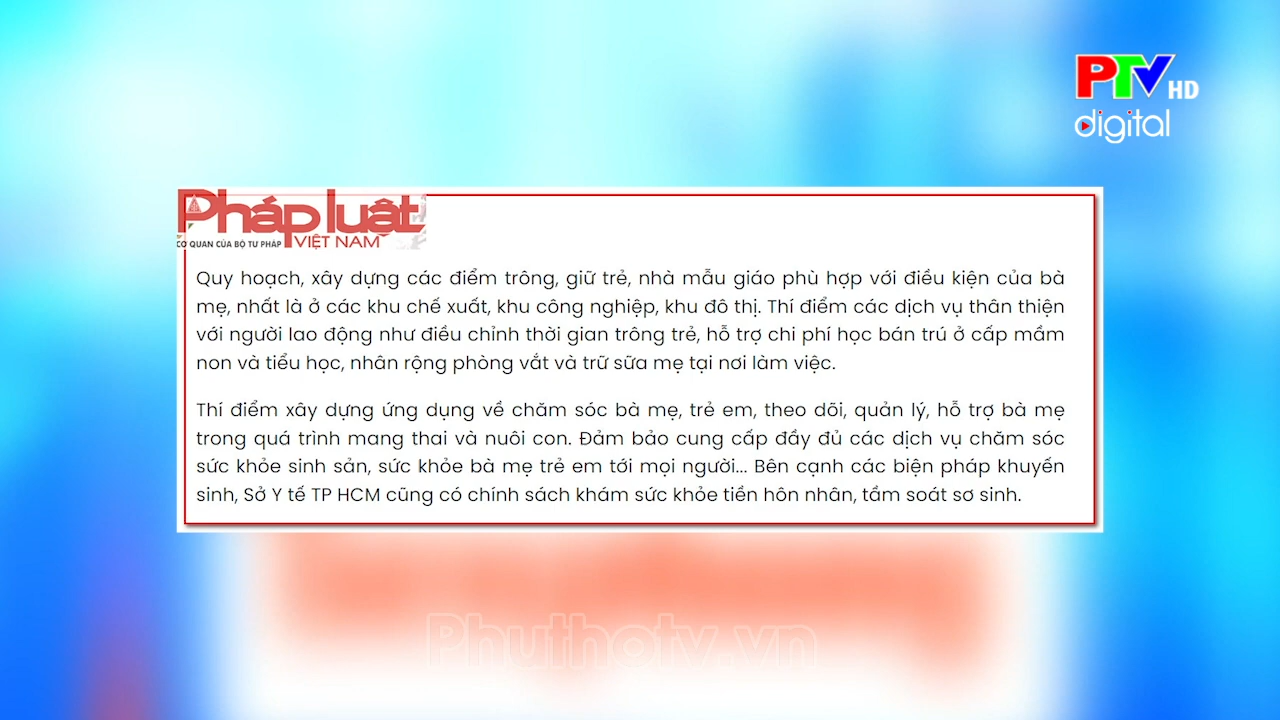 PTV HD
digital
Pháp luật
CƠ QUAN CỦA BỘ TƯ PHÁP VIỆT NAM
Quy hoạch, xây dựng các điểm trông, giữ trẻ, nhà mẫu giáo phù hợp với điều kiện của bà
mẹ, nhất là ở các khu chế xuất, khu công nghiệp, khu đô thị. Thí điểm các dịch vụ thân thiện
với người lao động như điều chỉnh thời gian trông trẻ, hỗ trợ chi phí học bán trú ở cấp mầm
non và tiểu học, nhân rộng phòng vắt và trữ sữa mẹ tại nơi làm việc.
Thí điểm xây dựng ứng dụng về chăm sóc bà mẹ, trẻ em, theo dõi, quản lý, hỗ trợ bà mẹ
trong quá trình mang thai và nuôi con. Đảm bảo cung cấp đầy đủ các dịch vụ chăm sóc
sức khỏe sinh sản, sức khỏe bà mẹ trẻ em tới mọi người... Bên cạnh các biện pháp khuyến
sinh, Sở Y tế TP HCM cũng có chính sách khám sức khỏe tiền hôn nhân, tầm soát sơ sinh.
Phuthotv.vn